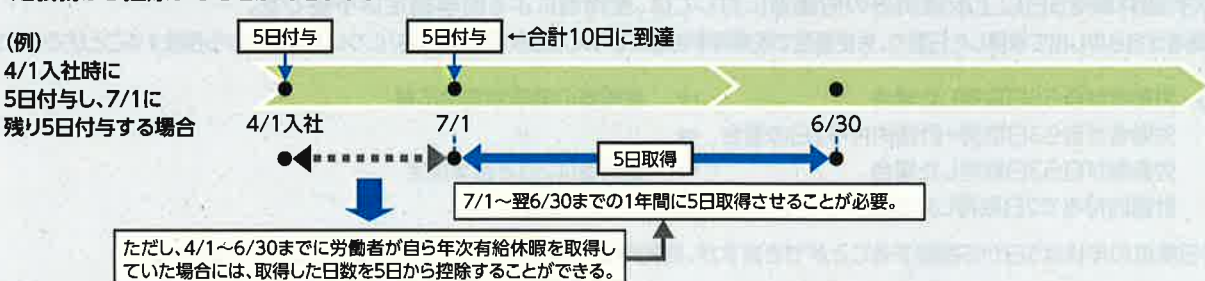 (例)
4/1入社時に
5日付与し、7/1に
残り5日付与する場合
5日付与
5日付与
←合計10日に到達
4/1入社
7/1
6/30
5日取得
7/1～翌6/30までの1年間に5日取得させることが必要。
ただし、4/1～6/30までに労働者が自ら年次有給休暇を取得し
ていた場合には、取得した日数を5日から控除することができる。